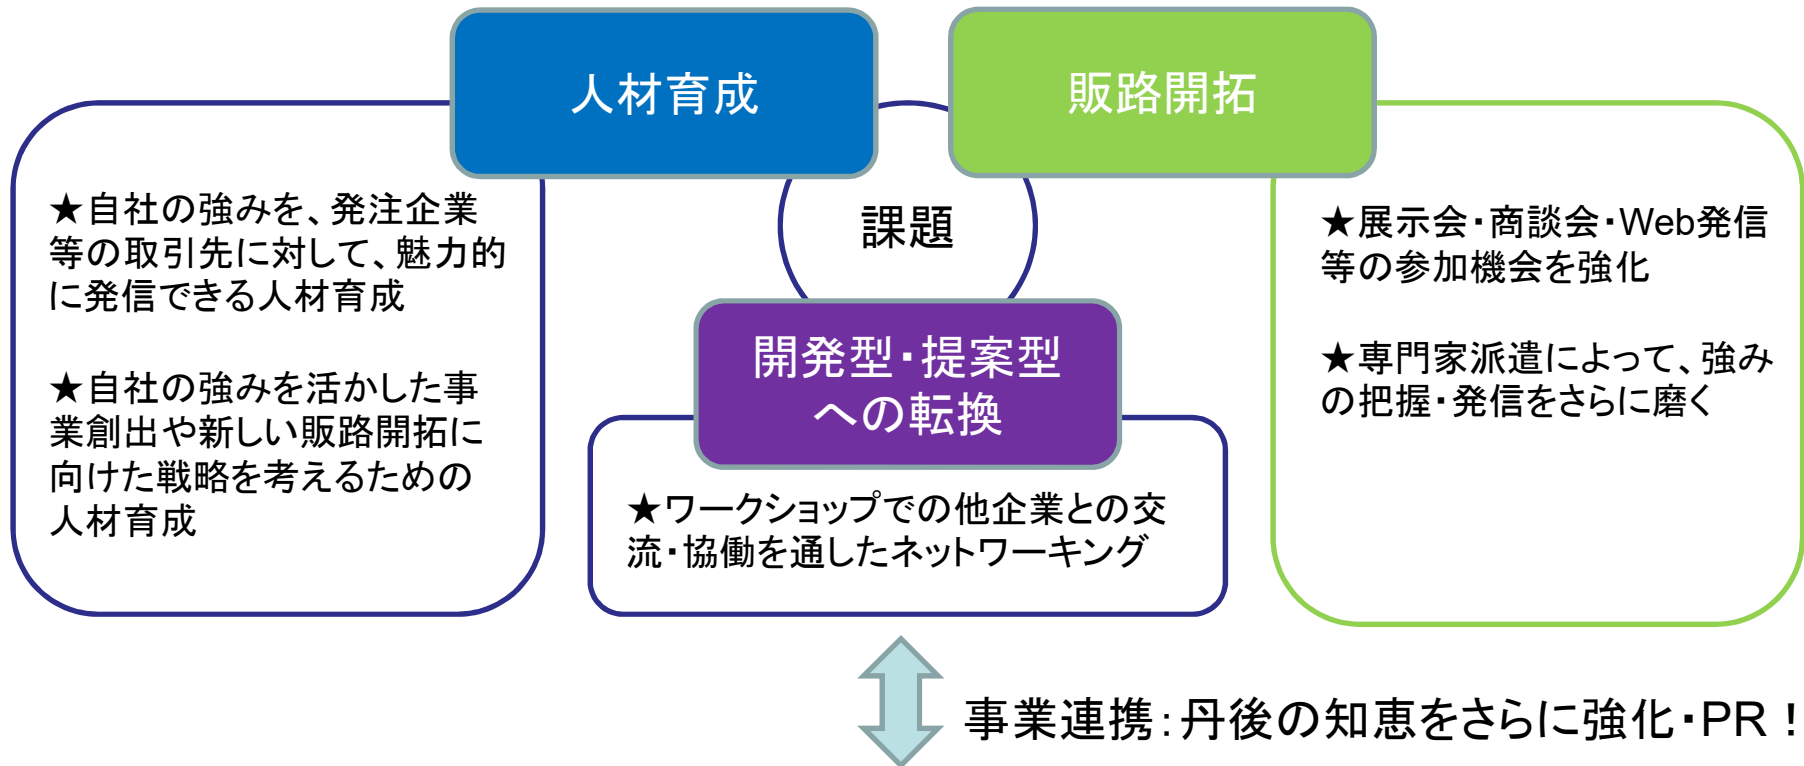 人材育成
販路開拓
課題
★自社の強みを、発注企業
等の取引先に対して、魅力的
に発信できる人材育成
★自社の強みを活かした事
業創出や新しい販路開拓に
向けた戦略を考えるための
人材育成
開発型・提案型
への転換
★ワークショップでの他企業との交
流・協働を通したネットワーキング
★展示会・商談会・Web発信
等の参加機会を強化
★専門家派遣によって、強み
の把握・発信をさらに磨く
事業連携：丹後の知恵をさらに強化・PR！